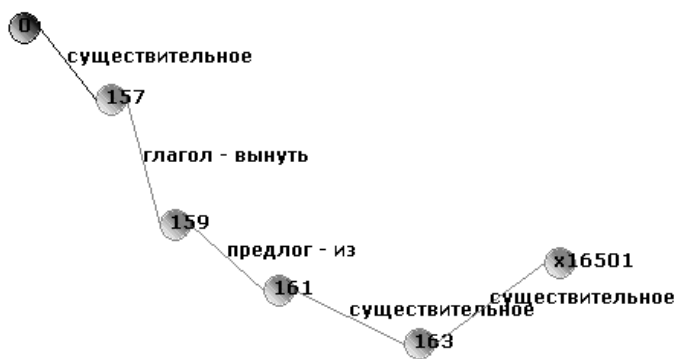 0
существительное
157
глагол - вынуть
159
предлог - из
x16501
161
существительное
существительное
163